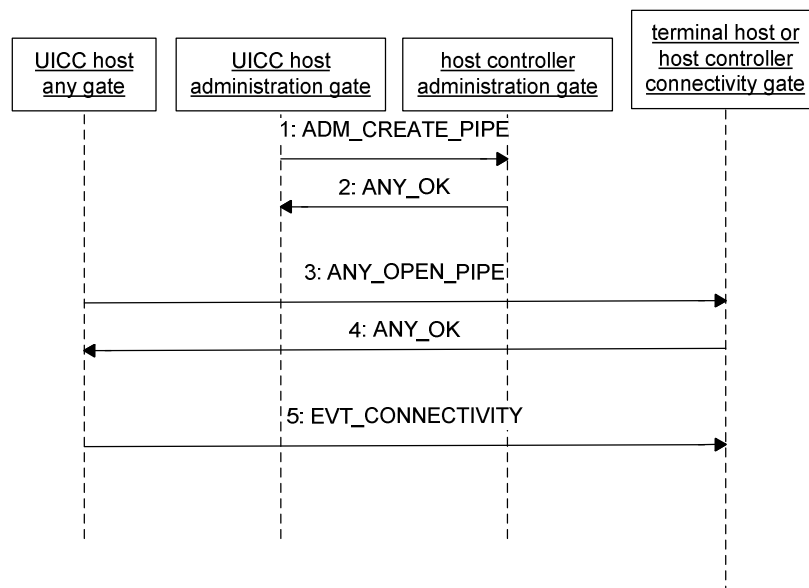 UICC host
any gate
UICC host
administration gate
host controller
administration gate
terminal host or
host controller
connectivity gate
1: ADM_CREATE_PIPE
2: ANY_OK
3: ANY_OPEN_PIPE
4: ANY_OK
5: EVT_CONNECTIVITY